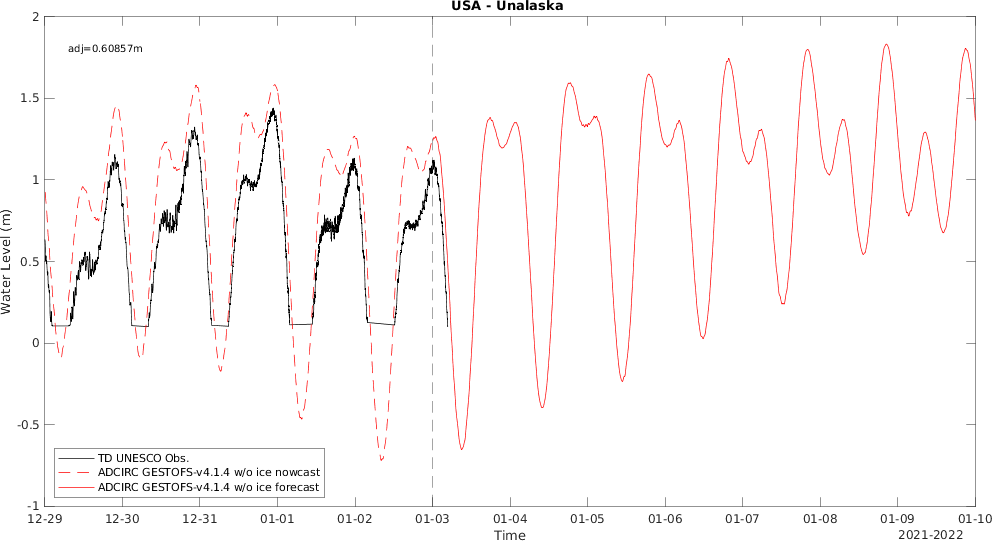 USA - Unalaska
adj=0.60857m
Water Level (m)
2
1.5
1
0.5
0
-0.5
-1
TD UNESCO Obs.
ADCIRC GESTOFS-v4.1.4 w/o ice nowcast
ADCIRC GESTOFS-v4.1.4 w/o ice forecast
12-29 12-30 12-31 01-01 01-02 01-03 01-04 01-05 01-06 01-07 01-08 01-09 01-10
Time
2021-2022